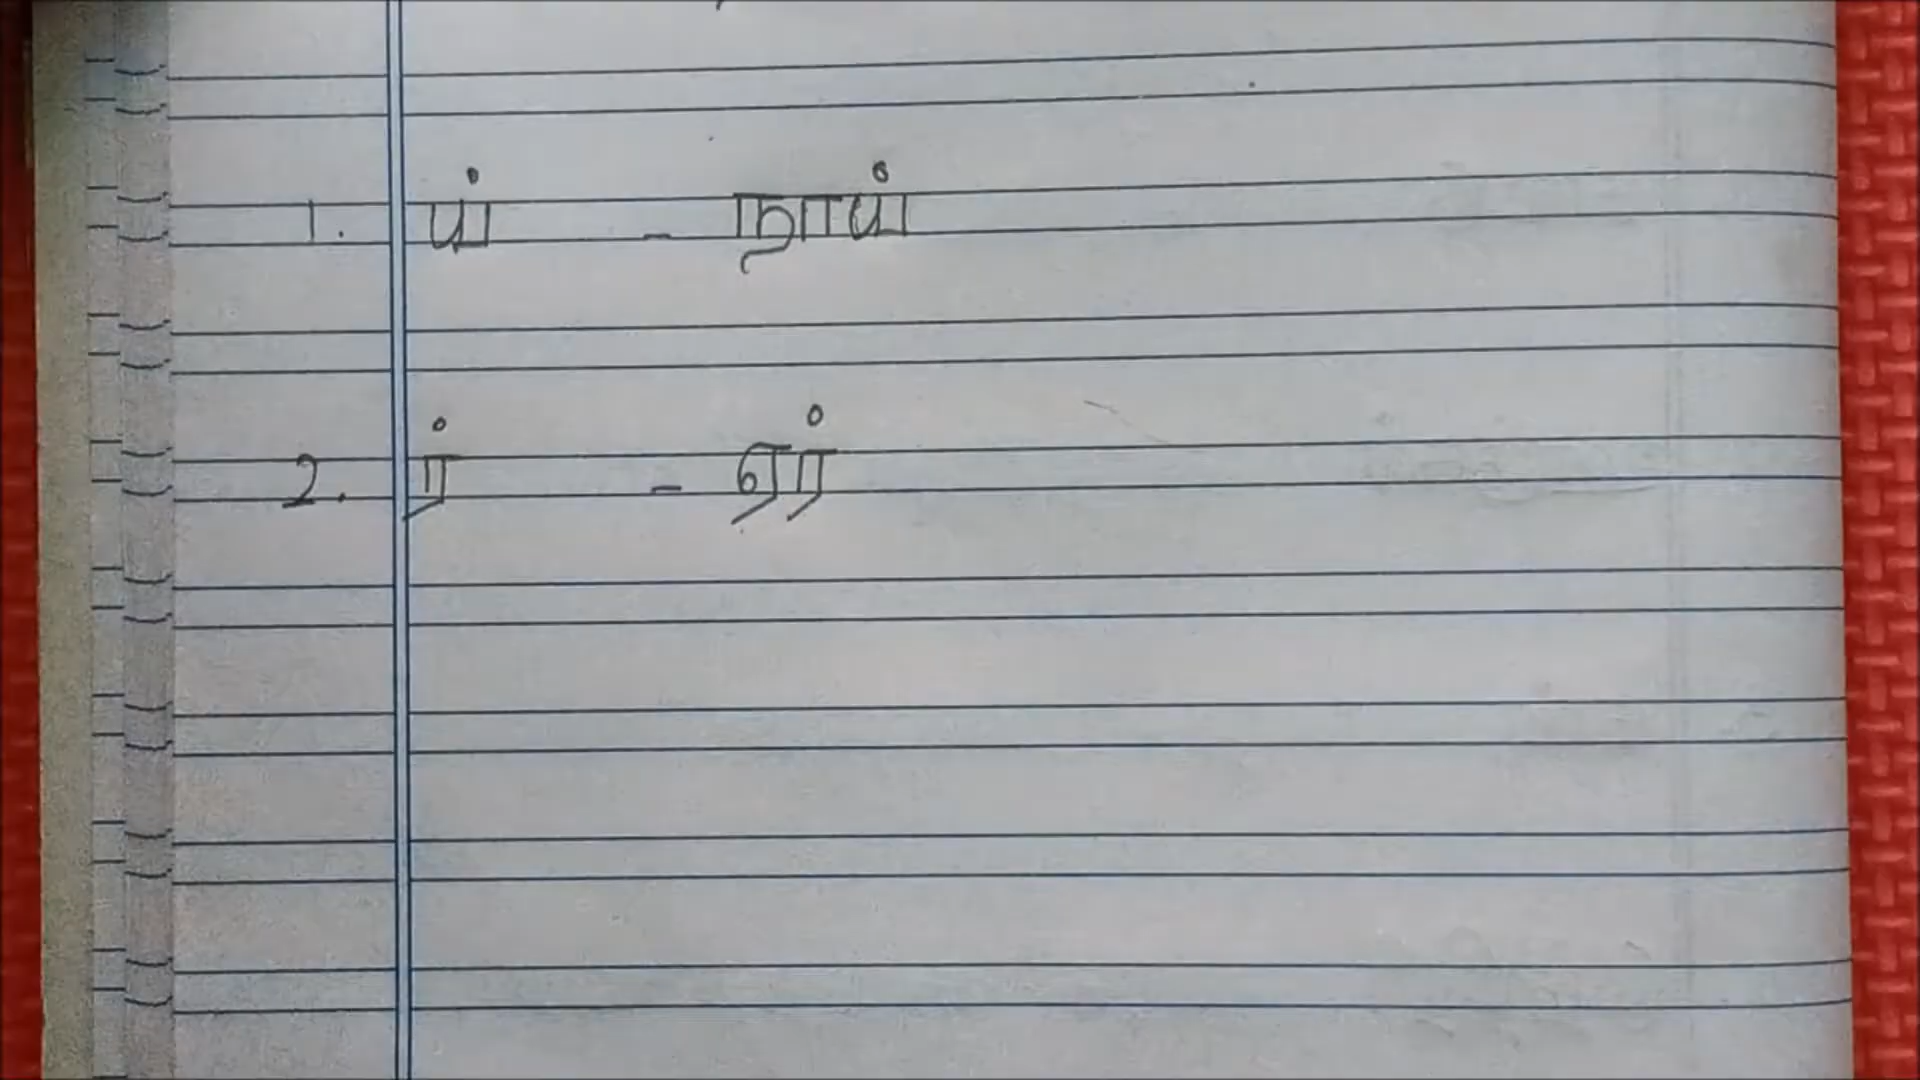 1. ய் - நாய்
2. ர் - ஏர்